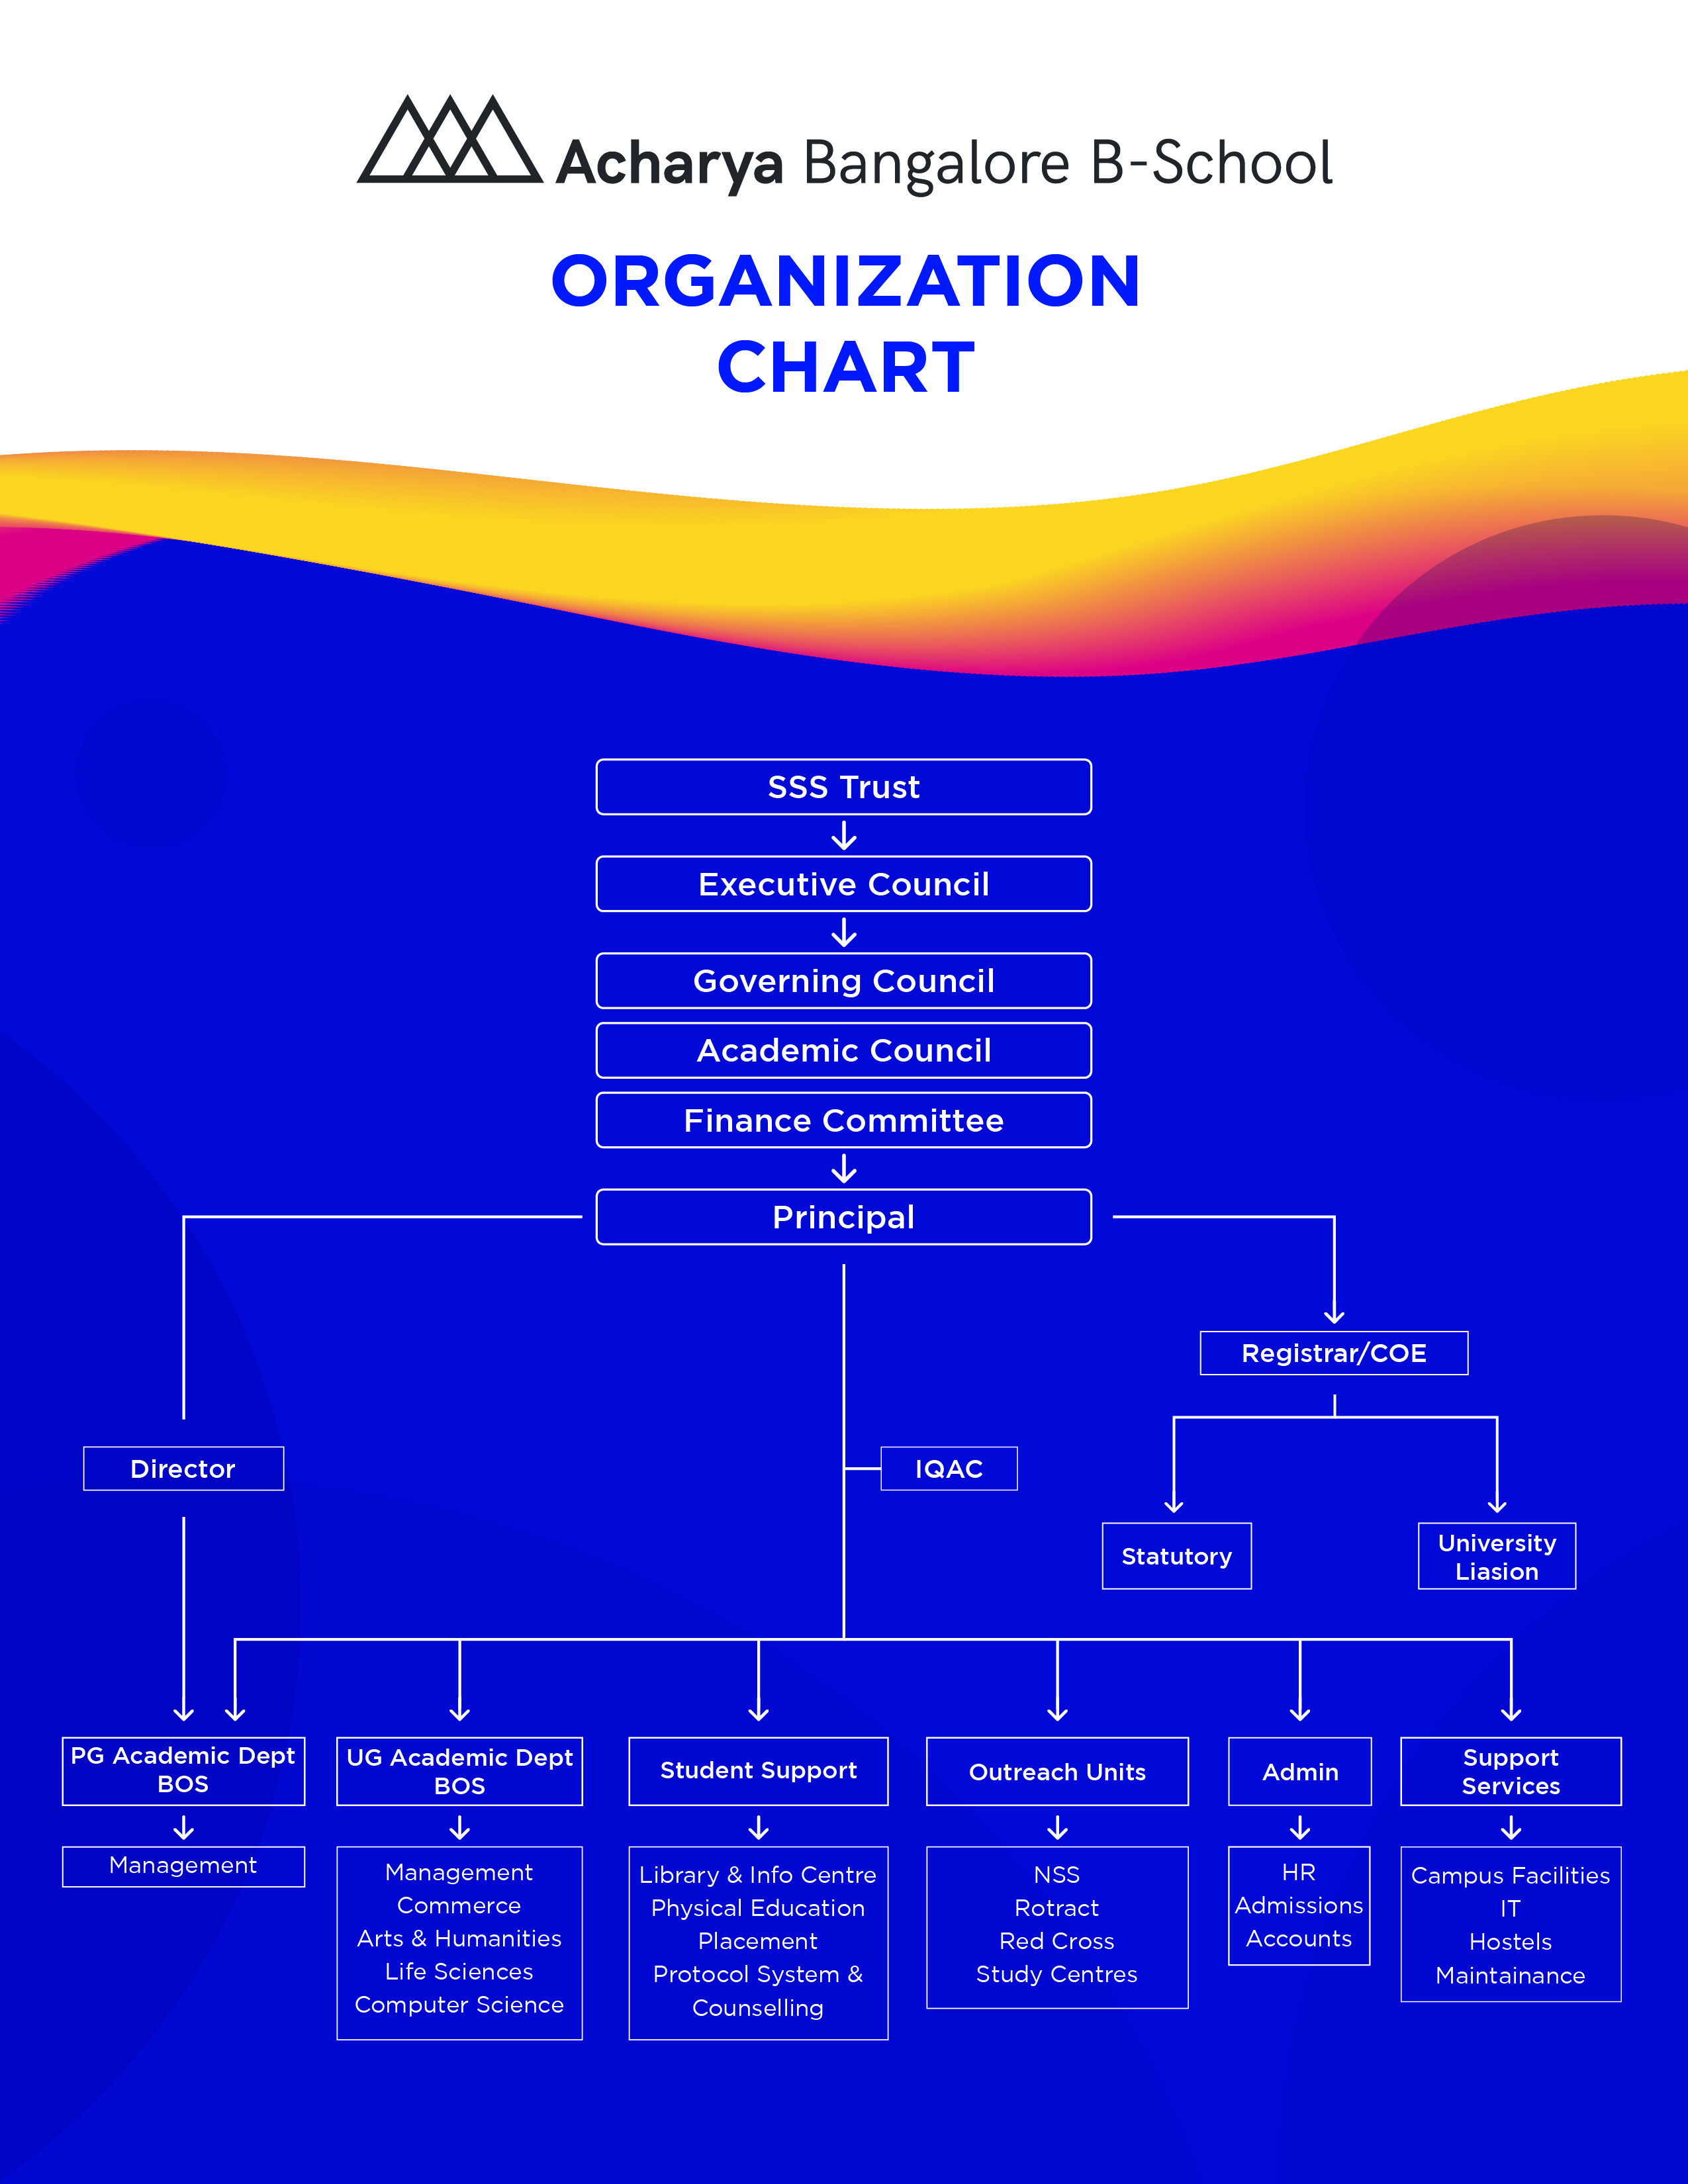 Acharya Bangalore B-School
ORGANIZATION
CHART
SSS Trust
Executive Council
Governing Council
Academic Council
Finance Committee
Principal
Registrar/COE
Director
IQAC
Statutory
University
Liasion
PG Academic Dept
BOS
Management
UG Academic Dept
BOS
Management
Commerce
Arts & Humanities
Life Sciences
Computer Science
Student Support
Library & Info Centre
Physical Education
Placement
Protocol System &
Counselling
Outreach Units
NSS
Rotract
Red Cross
Study Centres
Admin
HR
Admissions
Accounts
Support
Services
Campus Facilities
IT
Hostels
Maintainance